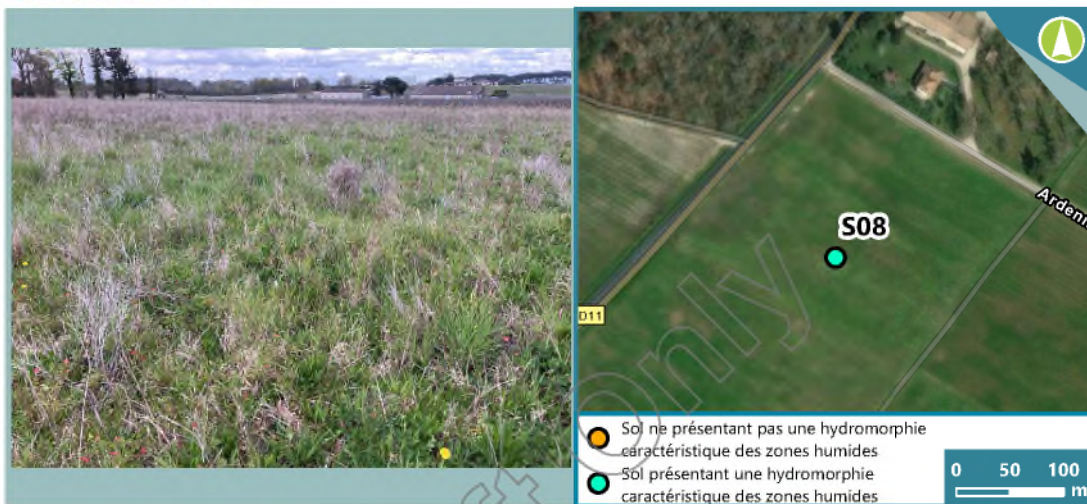 S08
Ardenn
D11
Only
Sol ne présentant pas une hydromorphie
caractéristique des zones humides
Sol présentant une hydromorphie
caractéristique des zones humides
0 50 100
m